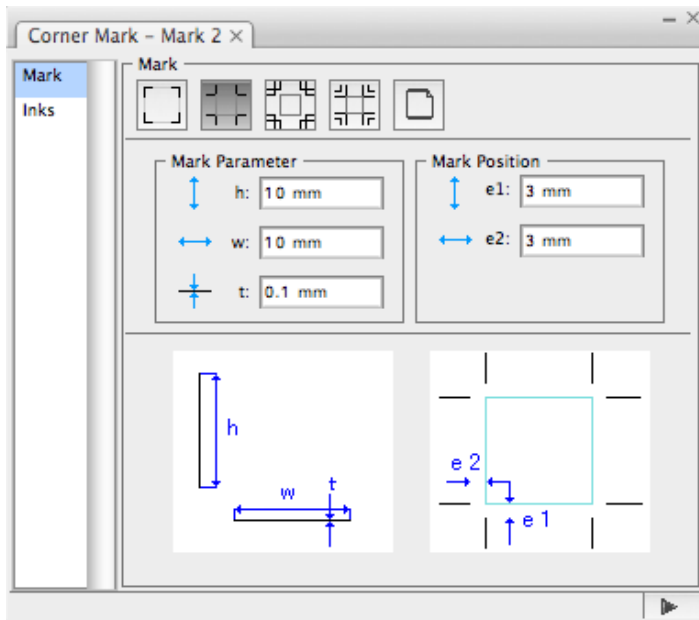 Corner Mark – Mark 2 ×
Mark
Inks
Mark
Mark Parameter
h: 10 mm
w: 10 mm
t: 0.1 mm
Mark Position
e1: 3 mm
e2: 3 mm
h
w
t
e 2
e 1